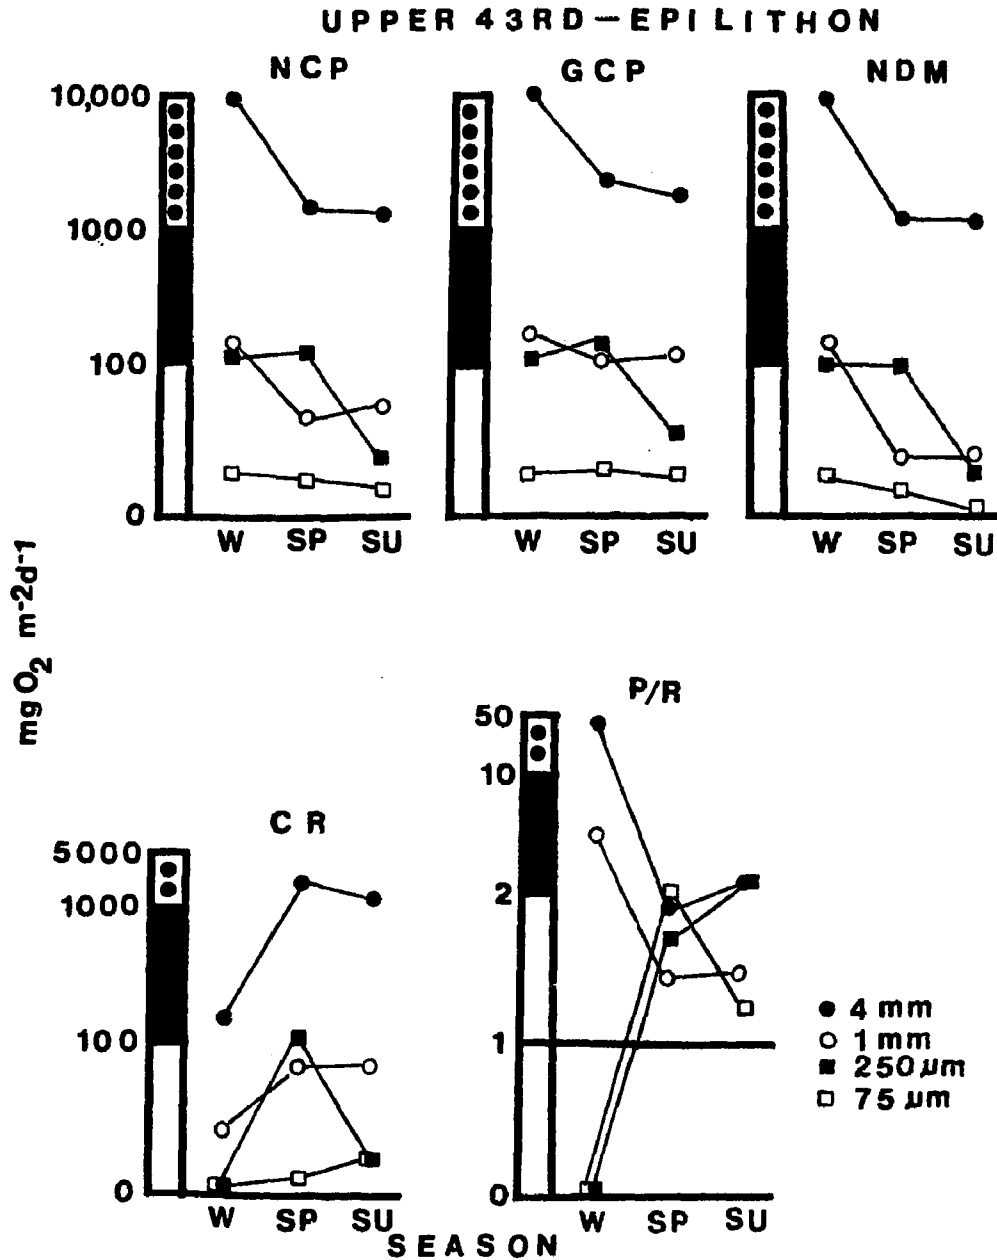 UPPER 43RD—EPILITHON
NCP GCP NDM
10,000
1000
100
0
W SP SU W SP SU W SP SU
mg O₂ m⁻²d⁻¹
P/R
50
10
2
1
0
CR
5000
1000
100
0
● 4 mm
○ 1 mm
■ 250 µm
□ 75 µm
W SP SU W SP SU
SEASON